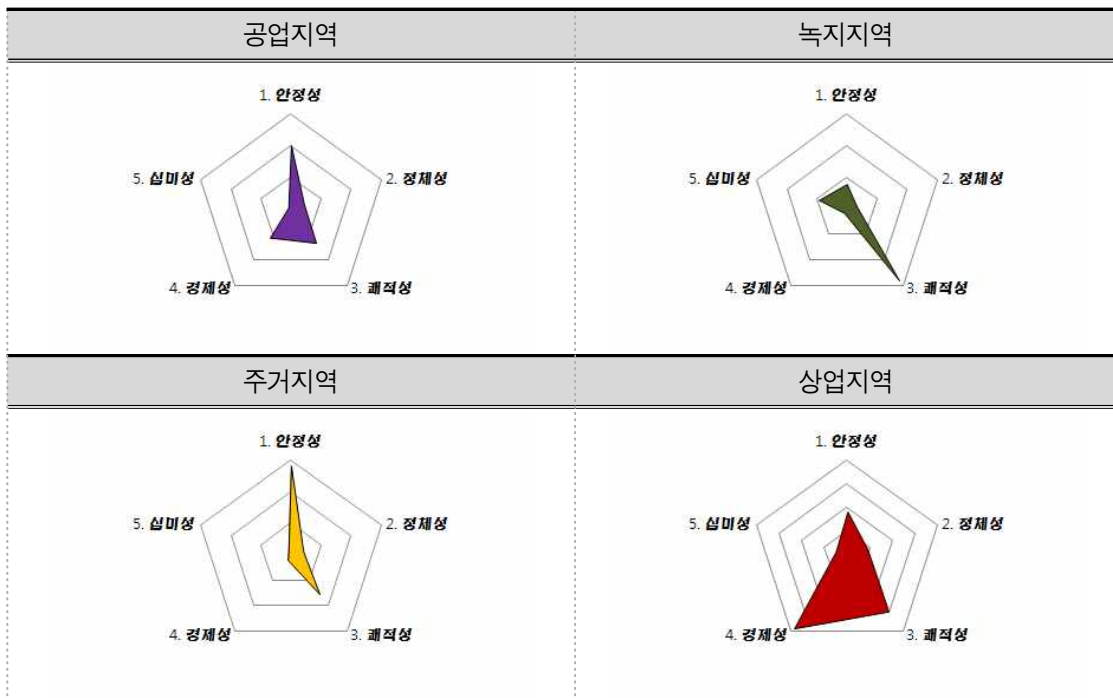 공업지역
녹지지역
1. 안정성
5. 심미성
2. 정체성
4. 경제성
3. 쾌적성
1. 안정성
5. 심미성
2. 정체성
4. 경제성
3. 쾌적성
주거지역
상업지역
1. 안정성
5. 심미성
2. 정체성
4. 경제성
3. 쾌적성
1. 안정성
5. 심미성
2. 정체성
4. 경제성
3. 쾌적성